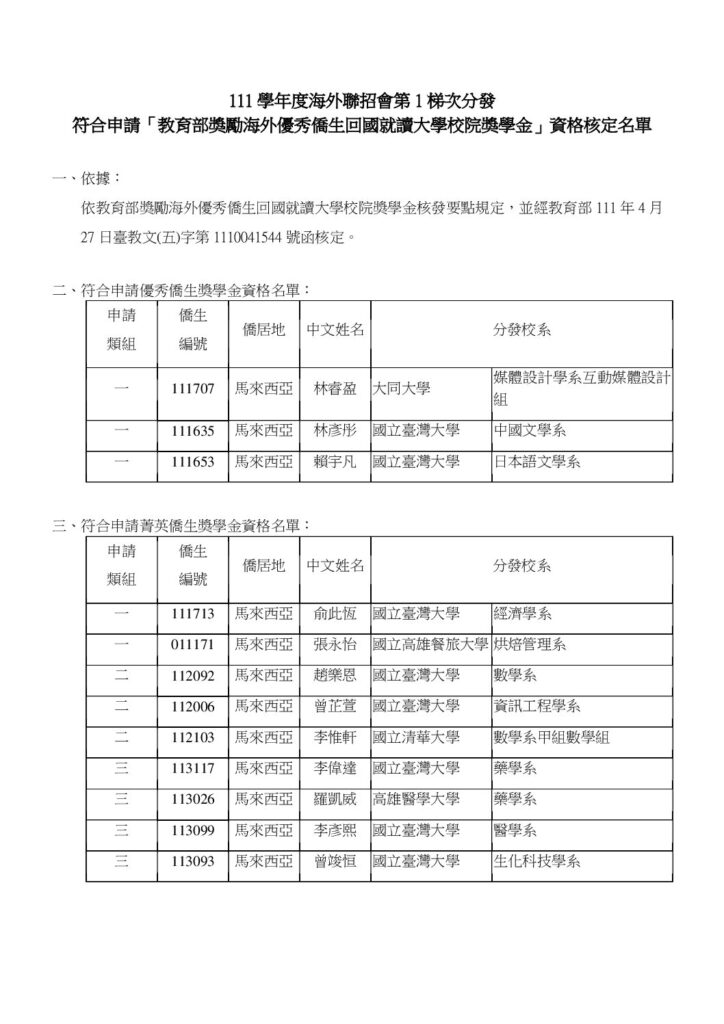 111 學年度海外聯招會第 1 梯次分發
符合申請「教育部獎勵海外優秀僑生回國就讀大學校院獎學金」資格核定名單
一、依據：
依教育部獎勵海外優秀僑生回國就讀大學校院獎學金核發要點規定，並經教育部 111 年 4 月
27 日臺教文(五)字第 1110041544 號函核定。
二、符合申請優秀僑生獎學金資格名單：
申請類組 僑生編號 僑居地 中文姓名 分發校系
一 111707 馬來西亞 林睿盈 大同大學 媒體設計學系互動媒體設計組
一 111635 馬來西亞 林彥彤 國立臺灣大學 中國文學系
一 111653 馬來西亞 賴宇凡 國立臺灣大學 日本語文學系
三、符合申請菁英僑生獎學金資格名單：
申請類組 僑生編號 僑居地 中文姓名 分發校系
一 111713 馬來西亞 俞此恆 國立臺灣大學 經濟學系
一 011171 馬來西亞 張永怡 國立高雄餐旅大學 烘焙管理系
二 112092 馬來西亞 趙樂恩 國立臺灣大學 數學系
二 112006 馬來西亞 曾芷萱 國立臺灣大學 資訊工程學系
二 112103 馬來西亞 李惟軒 國立清華大學 數學系甲組數學組
三 113117 馬來西亞 李偉達 國立臺灣大學 藥學系
三 113026 馬來西亞 羅凱威 高雄醫學大學 藥學系
三 113099 馬來西亞 李彥熙 國立臺灣大學 醫學系
三 113093 馬來西亞 曾竣恒 國立臺灣大學 生化科技學系